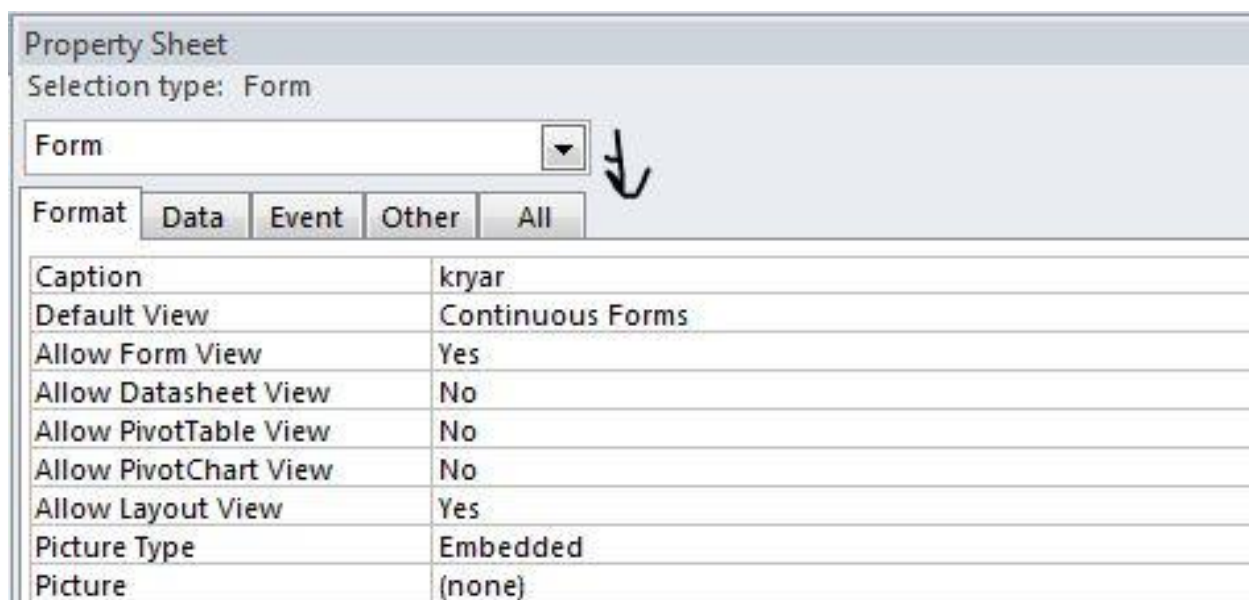 Property Sheet
Selection type: Form
Form
Format Data Event Other All
Caption kryar
Default View Continuous Forms
Allow Form View Yes
Allow Datasheet View No
Allow PivotTable View No
Allow PivotChart View No
Allow Layout View Yes
Picture Type Embedded
Picture (none)